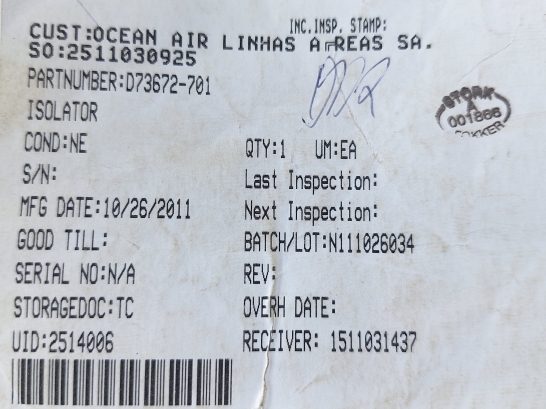 INC.INSP. STAMP:
CUST:OCEAN AIR LINHAS AEREAS SA.
SO:2511030925
PARTNUMBER:D73672-701
STORK
A
001866
FOKKER
ISOLATOR
COND:NE QTY:1 UM:EA
S/N: Last Inspection:
MFG DATE:10/26/2011 Next Inspection:
GOOD TILL: BATCH/LOT:N111026034
SERIAL NO:N/A REV:
STORAGEDOC:TC OVERH DATE:
UID:2514006 RECEIVER: 1511031437